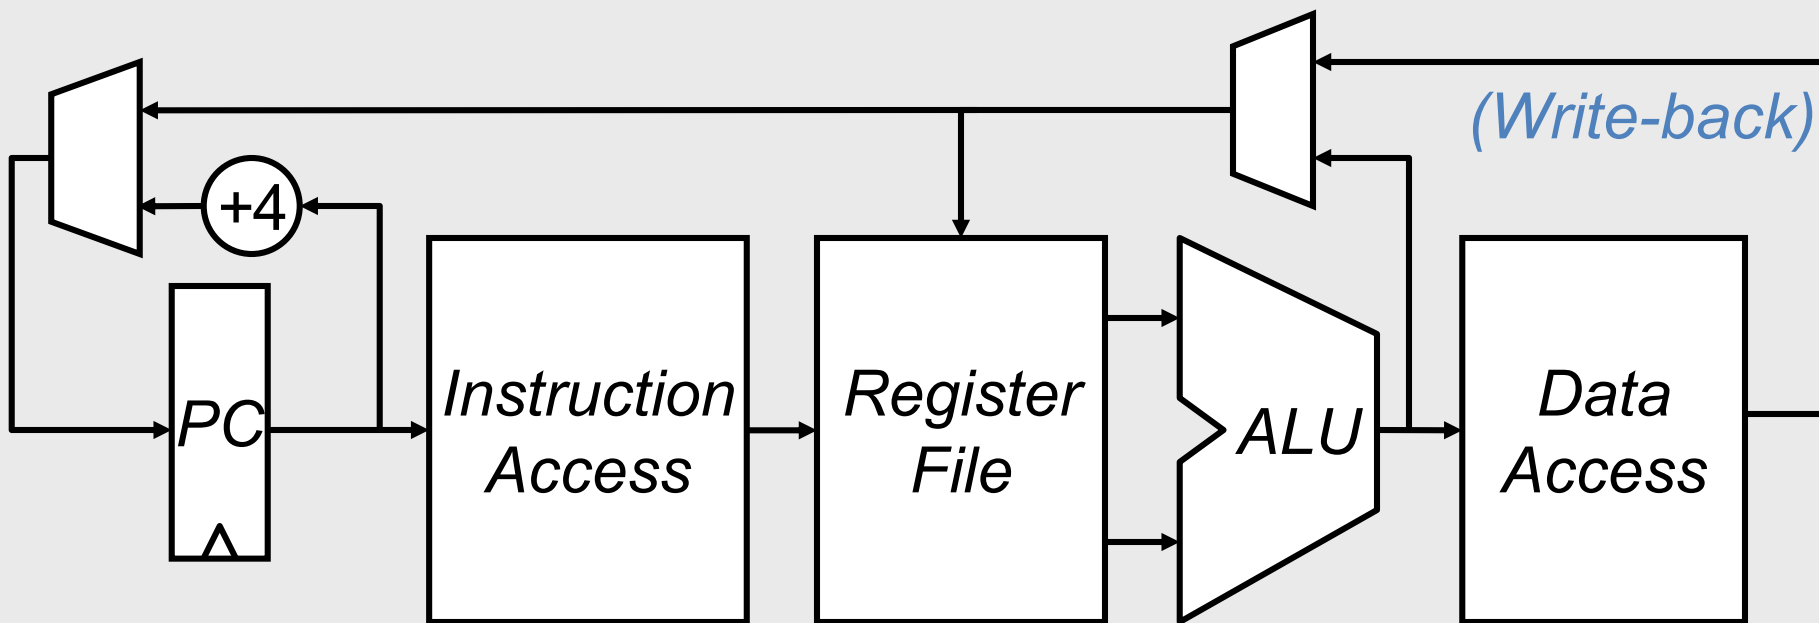 (Write-back)
+4
PC
Instruction
Access
Register
File
ALU
Data
Access